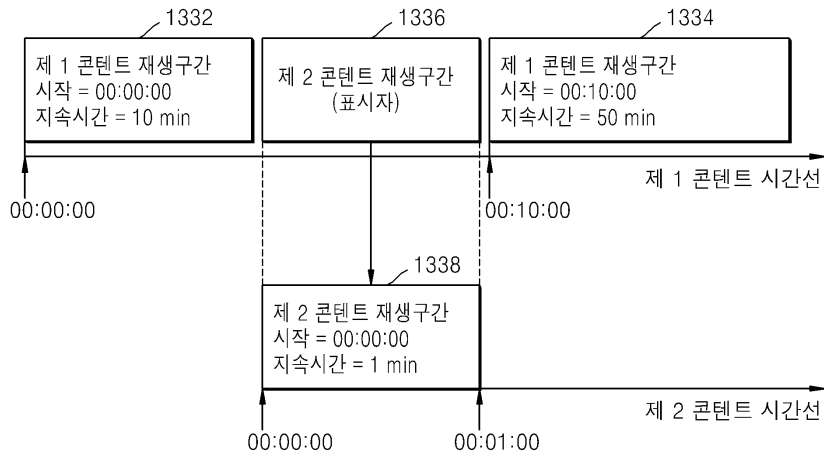 1332
1336
1334
제 1 콘텐트 재생구간
시작 = 00:00:00
지속시간 = 10 min
제 2 콘텐트 재생구간
(표시자)
제 1 콘텐트 재생구간
시작 = 00:10:00
지속시간 = 50 min
제 1 콘텐트 시간선
00:00:00
00:10:00
1338
제 2 콘텐트 재생구간
시작 = 00:00:00
지속시간 = 1 min
제 2 콘텐트 시간선
00:00:00
00:01:00